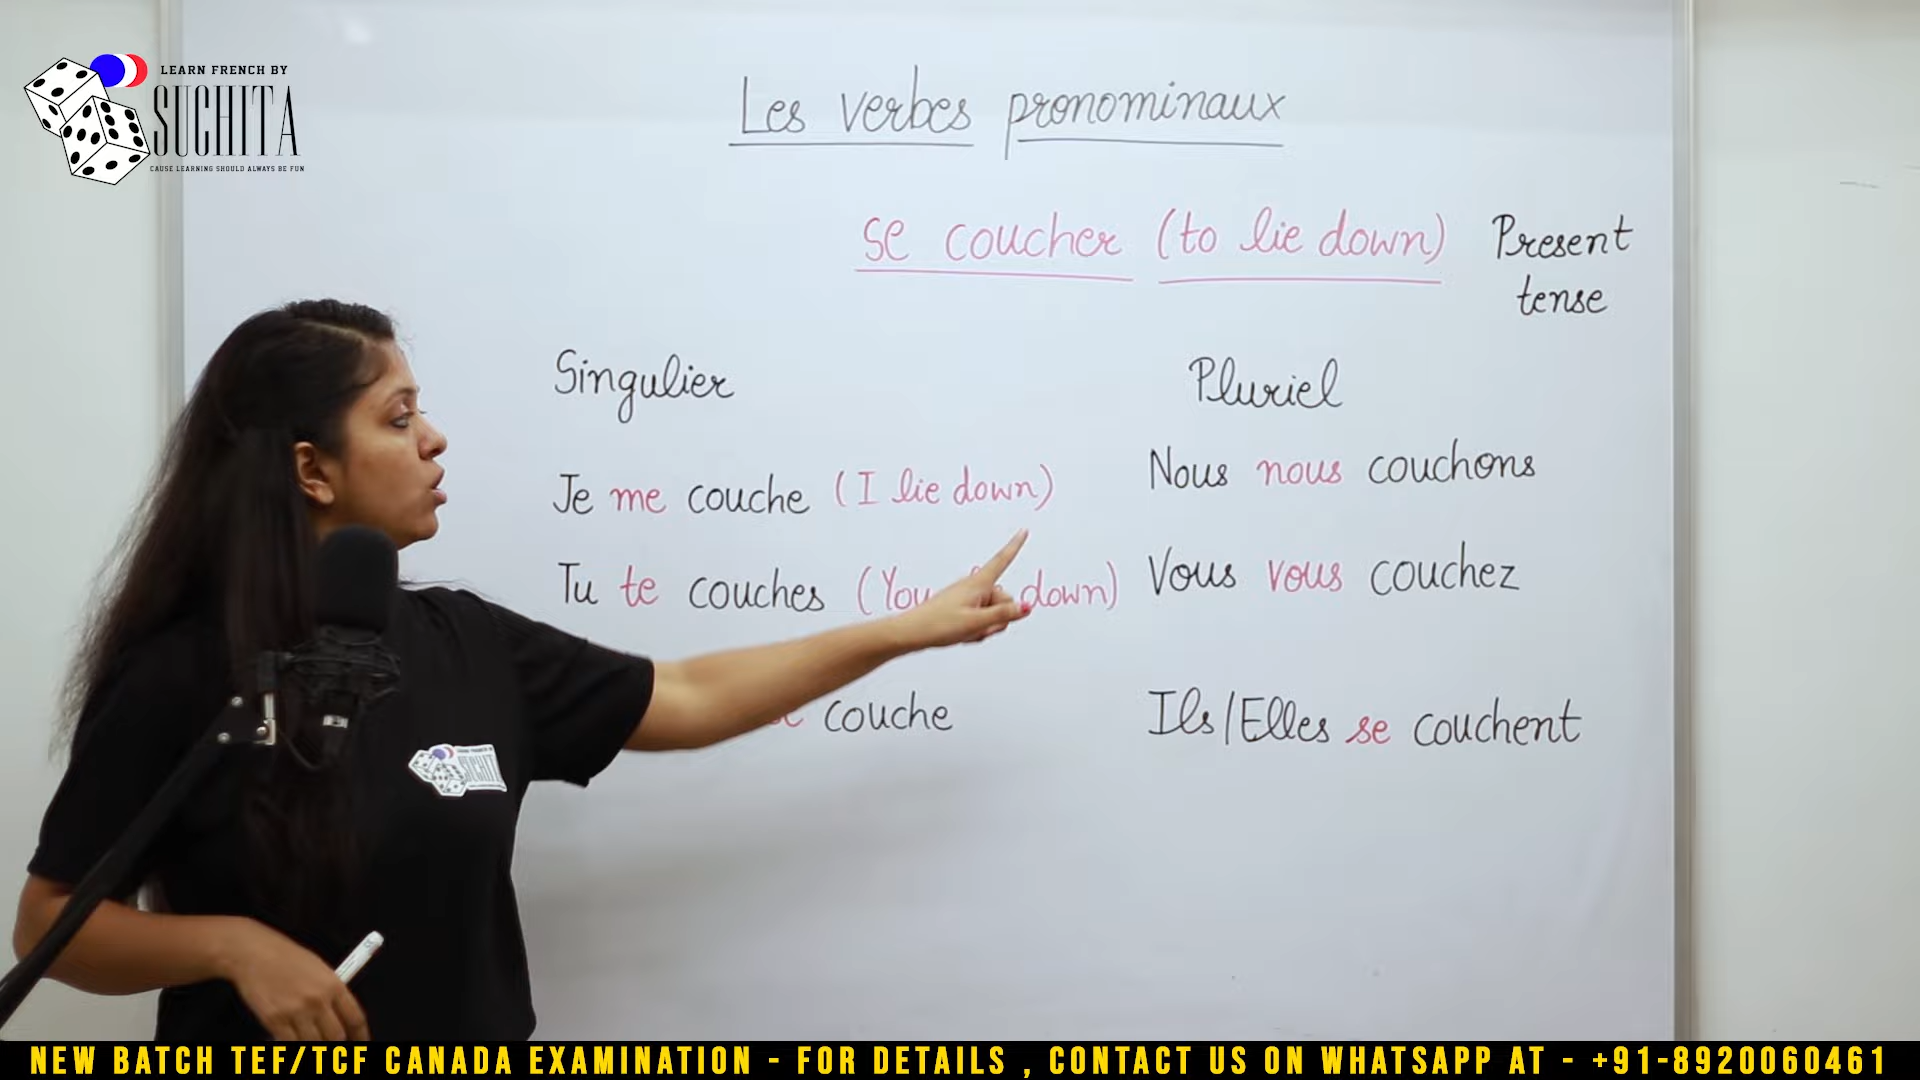 LEARN FRENCH BY
SUCHITA
CAUSE LEARNING SHOULD ALWAYS BE FUN
Les verbes pronominaux
se coucher (to lie down)
Present
tense
Singulier
Je me couche (I lie down)
Tu te couches (You down)
couche
Pluriel
Nous nous couchons
Vous vous couchez
Ils/Elles se couchent
SUCHITA
NEW BATCH TEF/TCF CANADA EXAMINATION - FOR DETAILS , CONTACT US ON WHATSAPP AT - +91-8920060461